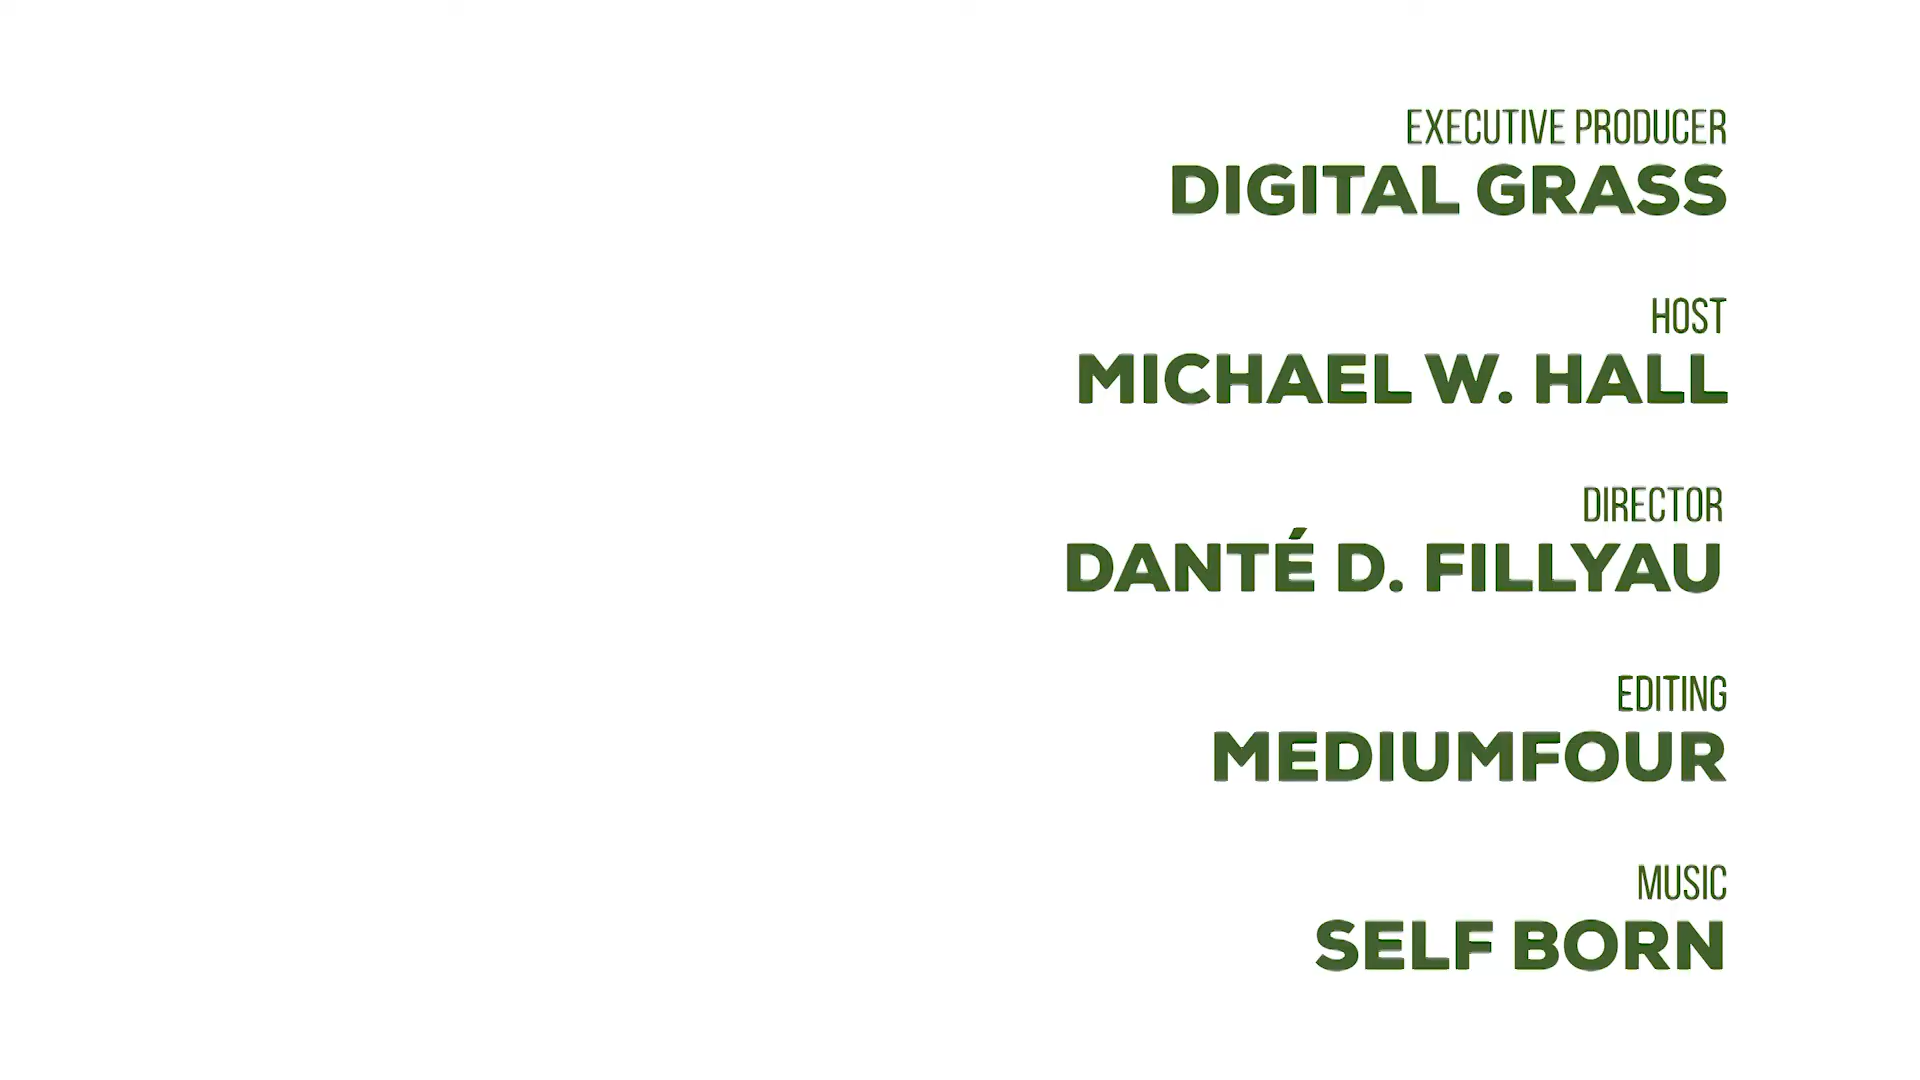 EXECUTIVE PRODUCER
DIGITAL GRASS
HOST
MICHAEL W. HALL
DIRECTOR
DANTÉ D. FILLYAU
EDITING
MEDIUMFOUR
MUSIC
SELF BORN